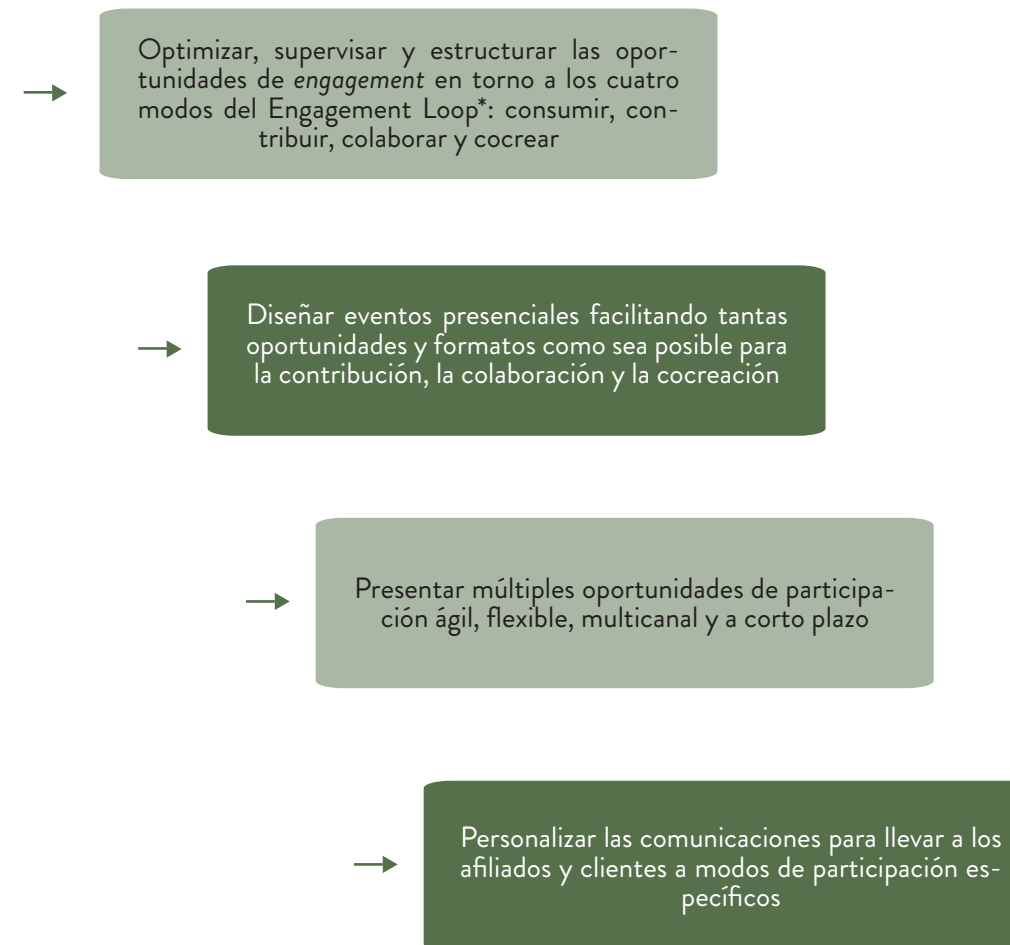 Optimizar, supervisar y estructurar las opor-
tunidades de engagement en torno a los cuatro
modos del Engagement Loop*: consumir, con-
tribuir, colaborar y cocrear
Diseñar eventos presenciales facilitando tantas
oportunidades y formatos como sea posible para
la contribución, la colaboración y la cocreación
Presentar múltiples oportunidades de participa-
ción ágil, flexible, multicanal y a corto plazo
Personalizar las comunicaciones para llevar a los
afiliados y clientes a modos de participación es-
pecíficos